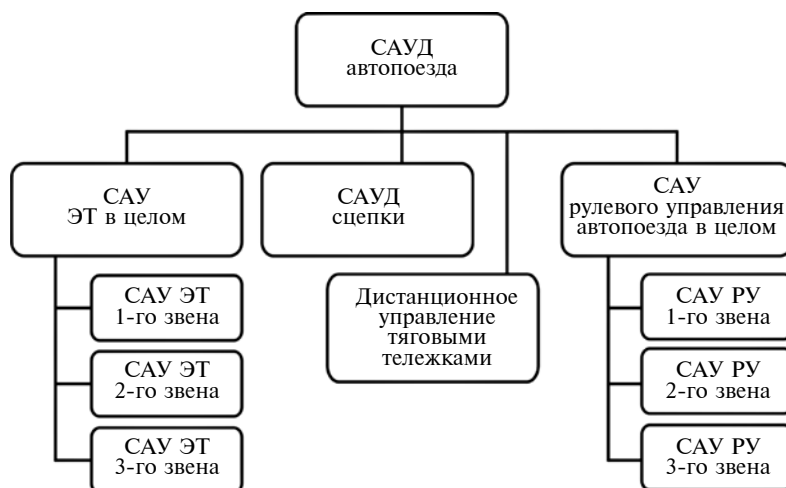 САУД
автопоезда
САУ
ЭТ в целом
САУД
сцепки
САУ
рулевого управления
автопоезда в целом
САУ ЭТ
1-го звена
САУ ЭТ
2-го звена
САУ ЭТ
3-го звена
Дистанционное
управление
тяговыми
тележками
САУ РУ
1-го звена
САУ РУ
2-го звена
САУ РУ
3-го звена